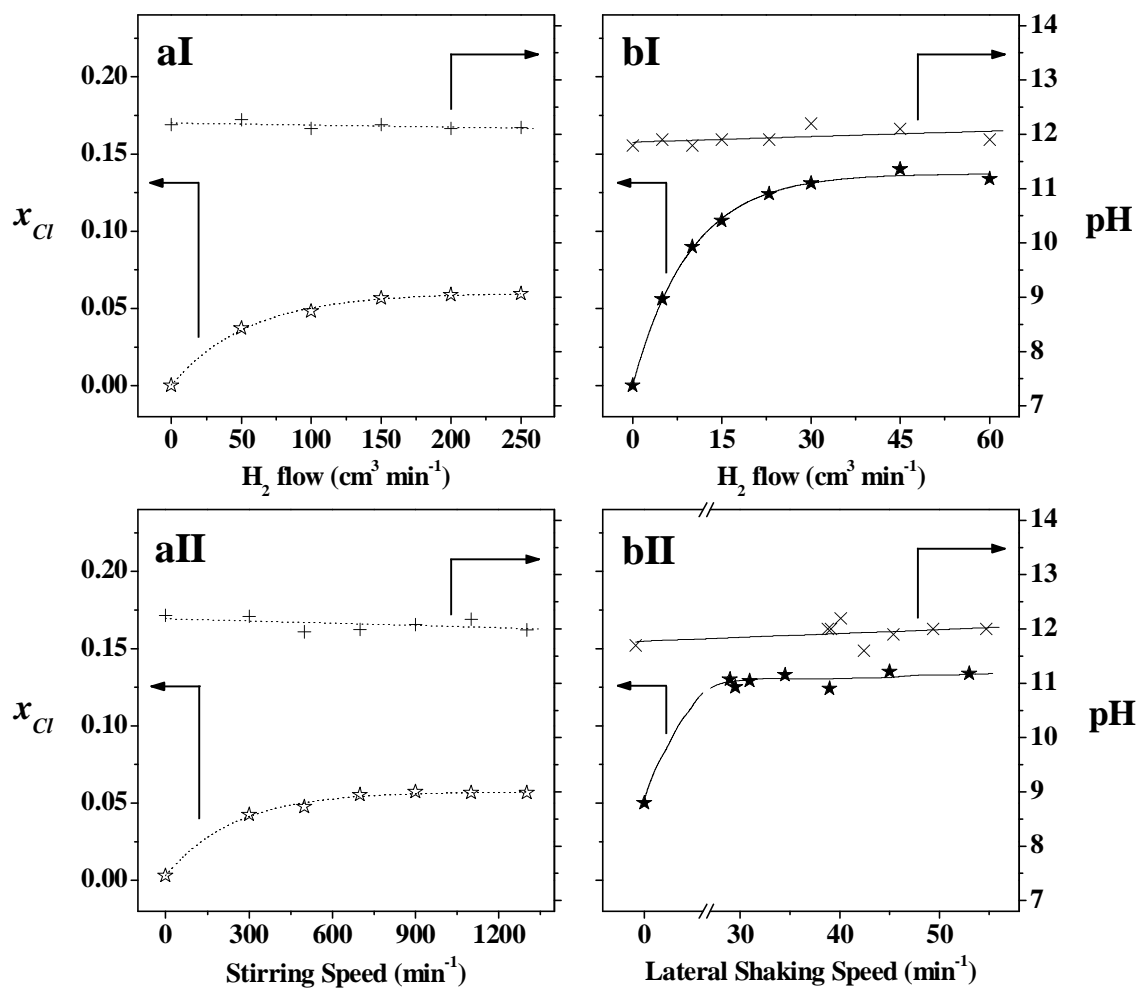 aI
bI
0.20
0.15
0.10
0.05
0.00
x_Cl
14
13
12
11
10
9
8
7
pH
0 50 100 150 200 250
0 15 30 45 60
H₂ flow (cm³ min⁻¹)
H₂ flow (cm³ min⁻¹)
aII
bII
0.20
0.15
0.10
0.05
0.00
x_Cl
14
13
12
11
10
9
8
7
pH
0 300 600 900 1200
0 30 40 50
Stirring Speed (min⁻¹)
Lateral Shaking Speed (min⁻¹)